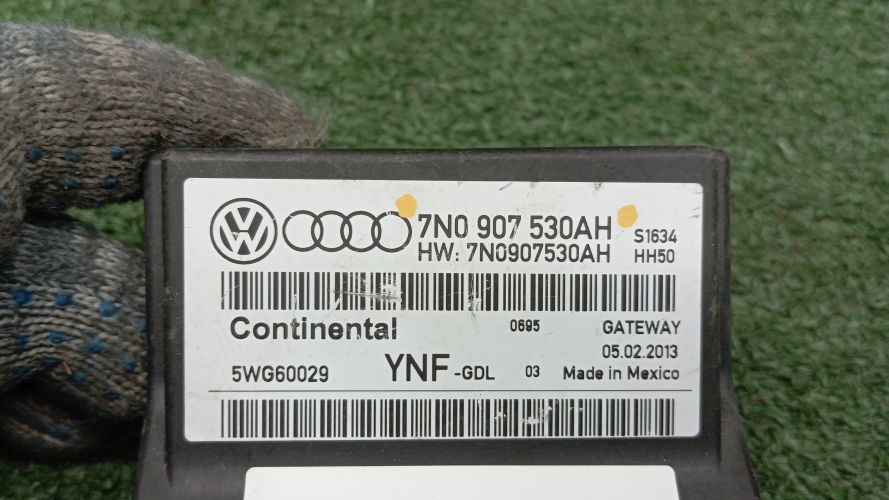 7N0 907 530AH S1634
HW: 7N0907530AH HH50
Continental 0695 GATEWAY
05.02.2013
5WG60029 YNF-GDL 03 Made in Mexico